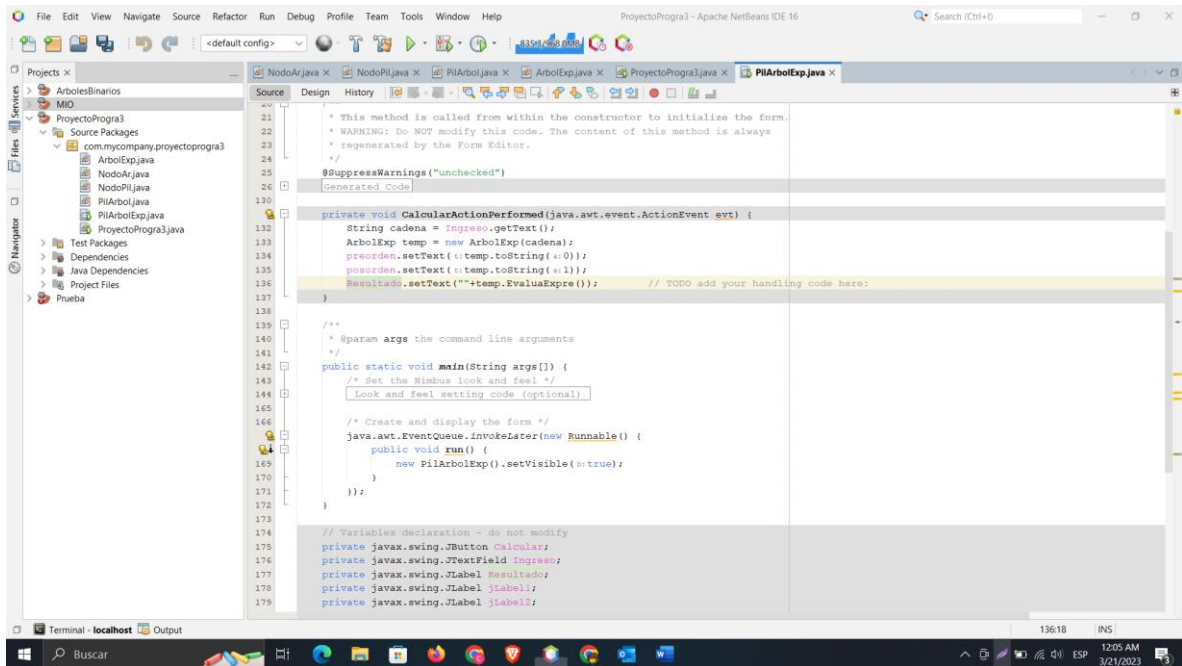 File Edit View Navigate Source Refactor Run Debug Profile Team Tools Window Help ProyectoProgra3 - Apache NetBeans IDE 16 Search (Ctrl+I)
<default config>
Projects ×
NodoAr.java × NodoPil.java × PilArbol.java × ArbolExp.java × ProyectoProgra3.java × PilArbolExp.java ×
Source Design History
Services
Files
Navigator
ArbolesBinarios
MIO
ProyectoProgra3
Source Packages
com.mycompany.proyectoprogra3
ArbolExp.java
NodoAr.java
NodoPil.java
PilArbol.java
PilArbolExp.java
ProyectoProgra3.java
Test Packages
Dependencies
Java Dependencies
Project Files
Prueba
20 /**
21 * This method is called from within the constructor to initialize the form.
22 * WARNING: Do NOT modify this code. The content of this method is always
23 * regenerated by the Form Editor.
24 */
25 @SuppressWarnings("unchecked")
26 Generated Code
130
private void CalcularActionPerformed(java.awt.event.ActionEvent evt) {
132 String cadena = Ingreso.getText();
133 ArbolExp temp = new ArbolExp(cadena);
134 preorden.setText( t:temp.toString( a:0));
135 posorden.setText( t:temp.toString( a:1));
136 Resultado.setText(""+temp.EvaluaExpre()); // TODO add your handling code here:
137 }
138
139 /**
140 * @param args the command line arguments
141 */
142 public static void main(String args[]) {
143 /* Set the Nimbus look and feel */
144 Look and feel setting code (optional)
165
166 /* Create and display the form */
java.awt.EventQueue.invokeLater(new Runnable() {
public void run() {
169 new PilArbolExp().setVisible( b:true);
170 }
171 });
172 }
173
174 // Variables declaration - do not modify
175 private javax.swing.JButton Calcular;
176 private javax.swing.JTextField Ingreso;
177 private javax.swing.JLabel Resultado;
178 private javax.swing.JLabel jLabel1;
179 private javax.swing.JLabel jLabel2;
Terminal - localhost Output 136:18 INS
Buscar ESP 12:05 AM
3/21/2023